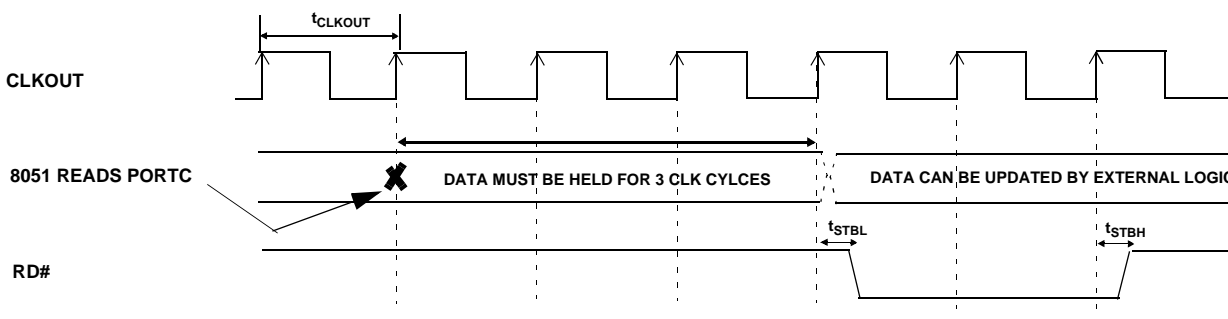 tCLKOUT
CLKOUT
8051 READS PORTC
DATA MUST BE HELD FOR 3 CLK CYLCES
DATA CAN BE UPDATED BY EXTERNAL LOGIC
tSTBL
tSTBH
RD#